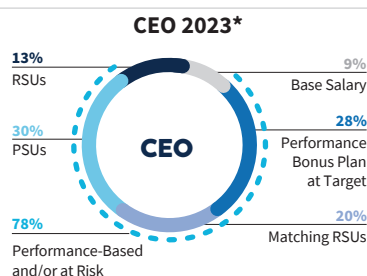 CEO 2023*
13%
RSUs
9%
Base Salary
30%
PSUs
CEO
28%
Performance
Bonus Plan
at Target
78%
Performance-Based
and/or at Risk
20%
Matching RSUs